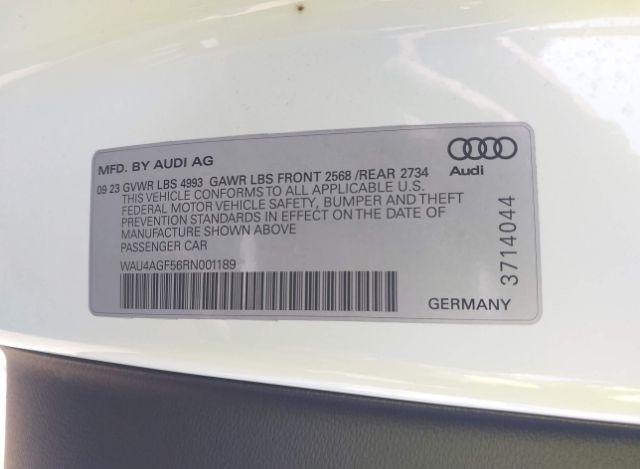 MFD. BY AUDI AG
Audi
09 23 GVWR LBS 4993 GAWR LBS FRONT 2568 /REAR 2734
THIS VEHICLE CONFORMS TO ALL APPLICABLE U.S.
FEDERAL MOTOR VEHICLE SAFETY, BUMPER AND THEFT
PREVENTION STANDARDS IN EFFECT ON THE DATE OF
MANUFACTURE SHOWN ABOVE
PASSENGER CAR
WAU4AGF56RN001189
GERMANY
3714044